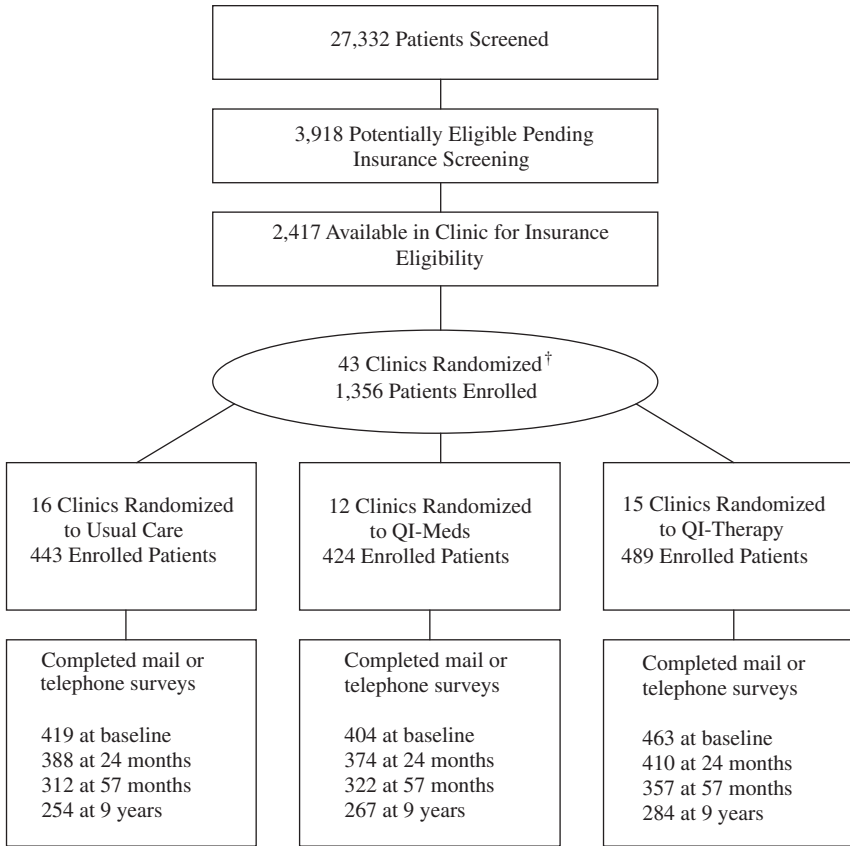 27,332 Patients Screened
3,918 Potentially Eligible Pending
Insurance Screening
2,417 Available in Clinic for Insurance
Eligibility
43 Clinics Randomized†
1,356 Patients Enrolled
16 Clinics Randomized
to Usual Care
443 Enrolled Patients
12 Clinics Randomized
to QI-Meds
424 Enrolled Patients
15 Clinics Randomized
to QI-Therapy
489 Enrolled Patients
Completed mail or
telephone surveys
419 at baseline
388 at 24 months
312 at 57 months
254 at 9 years
Completed mail or
telephone surveys
404 at baseline
374 at 24 months
322 at 57 months
267 at 9 years
Completed mail or
telephone surveys
463 at baseline
410 at 24 months
357 at 57 months
284 at 9 years